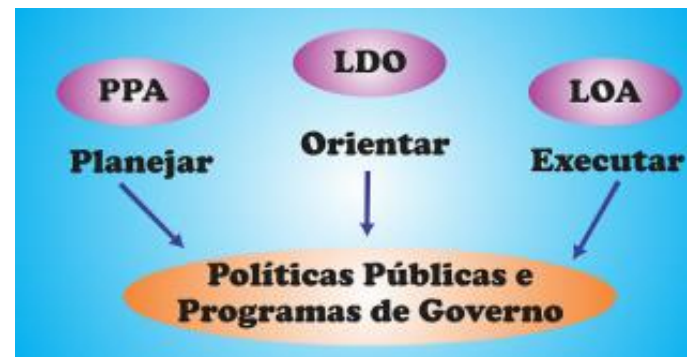 PPA
Planejar
LDO
Orientar
LOA
Executar
Políticas Públicas e
Programas de Governo